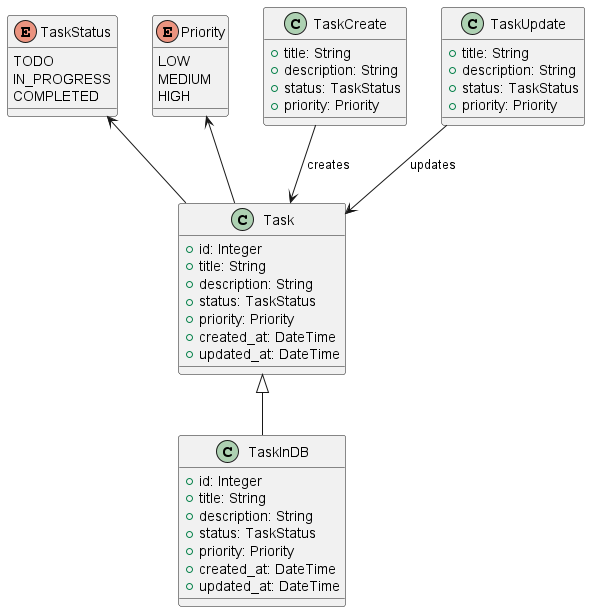 E TaskStatus
TODO
IN_PROGRESS
COMPLETED
E Priority
LOW
MEDIUM
HIGH
C TaskCreate
title: String
description: String
status: TaskStatus
priority: Priority
C TaskUpdate
title: String
description: String
status: TaskStatus
priority: Priority
creates
updates
C Task
id: Integer
title: String
description: String
status: TaskStatus
priority: Priority
created_at: DateTime
updated_at: DateTime
C TaskInDB
id: Integer
title: String
description: String
status: TaskStatus
priority: Priority
created_at: DateTime
updated_at: DateTime